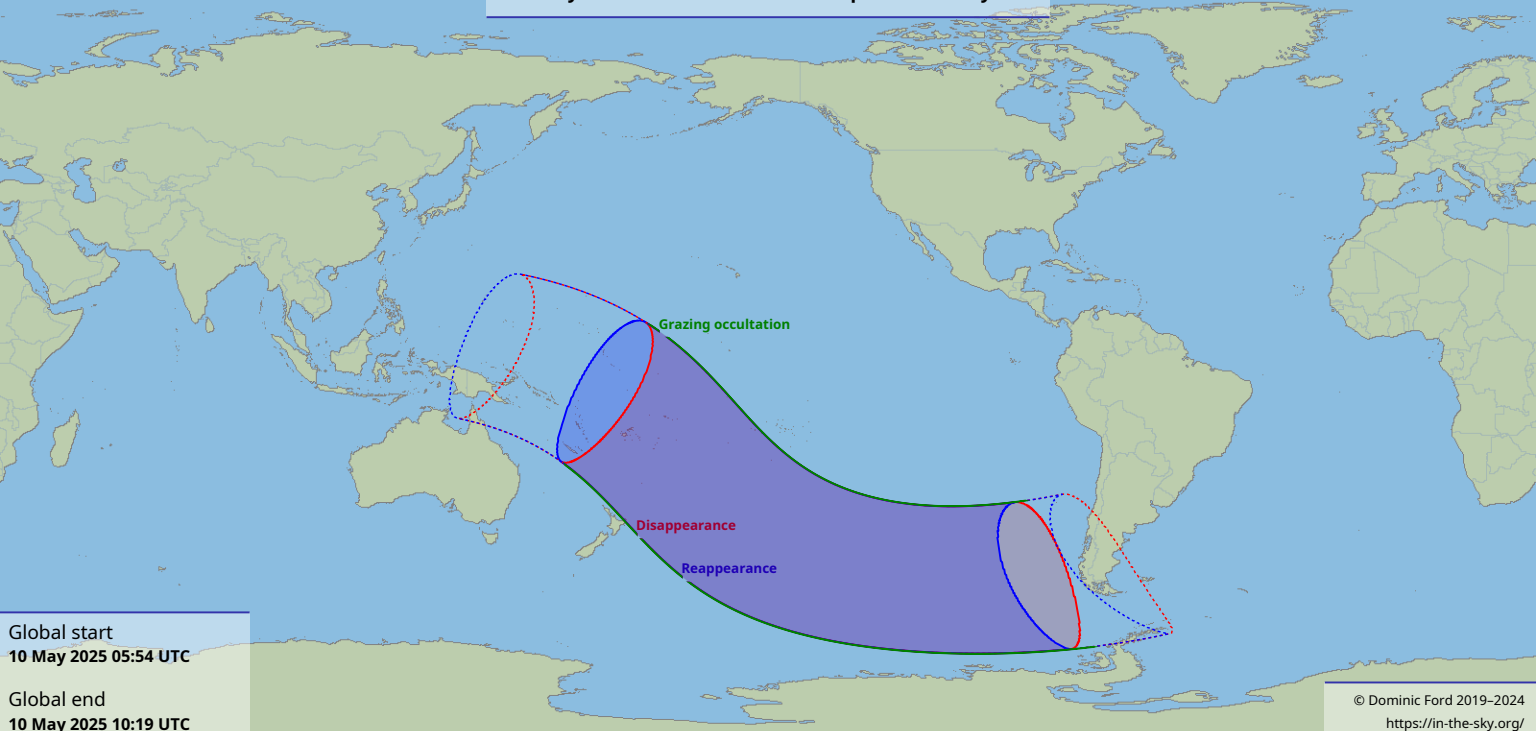 Grazing occultation
Disappearance
Reappearance
Global start
10 May 2025 05:54 UTC
Global end
10 May 2025 10:19 UTC
© Dominic Ford 2019–2024
https://in-the-sky.org/